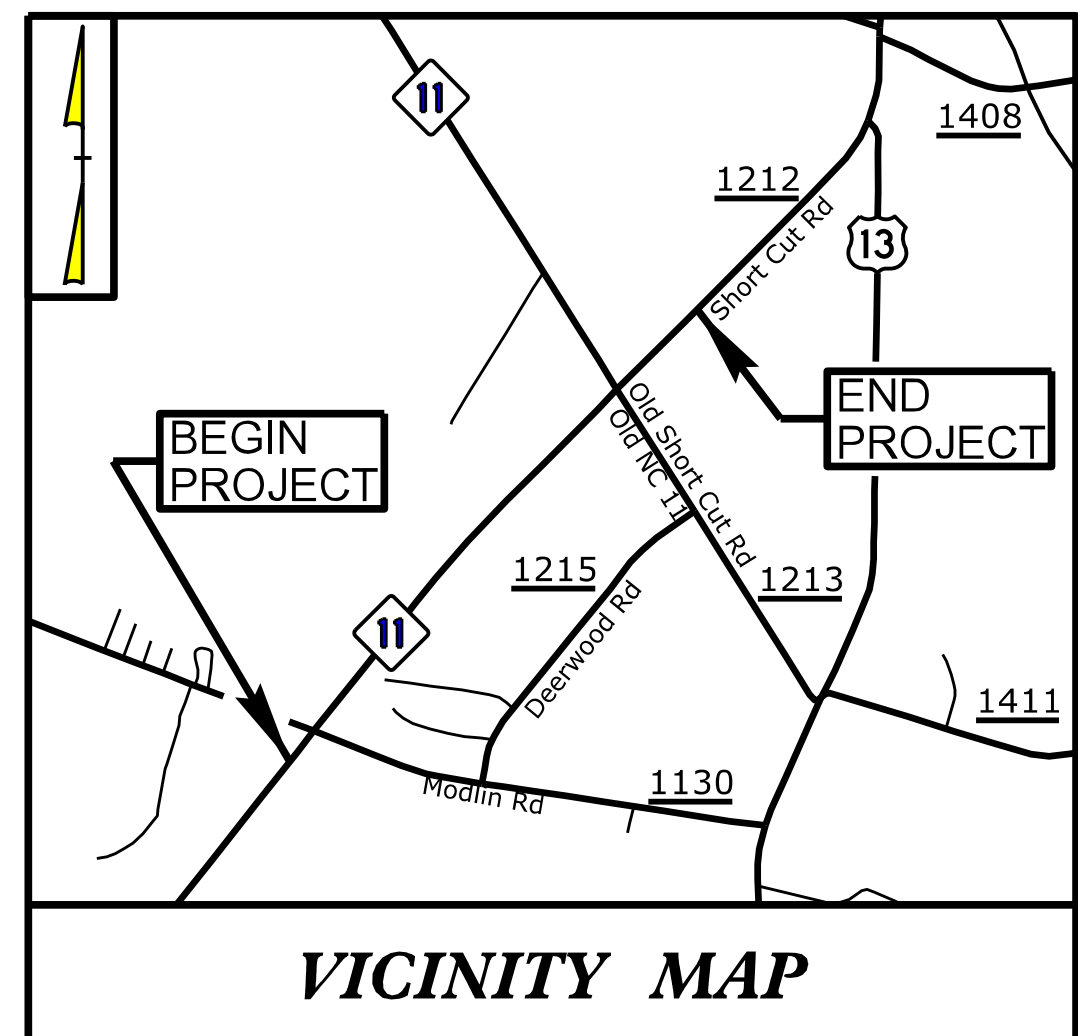 11
1408
1212
Short Cut Rd
13
END
PROJECT
Old Short Cut Rd
Old NC 11
BEGIN
PROJECT
1215
1213
Deerwood Rd
11
1411
1130
Modlin Rd
VICINITY MAP